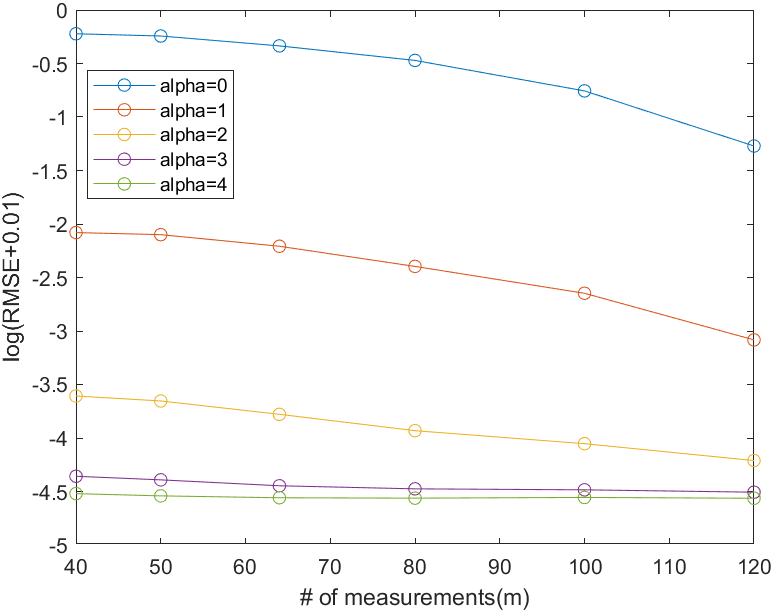 0
-0.5
-1
-1.5
-2
-2.5
-3
-3.5
-4
-4.5
-5
log(RMSE+0.01)
alpha=0
alpha=1
alpha=2
alpha=3
alpha=4
40 50 60 70 80 90 100 110 120
# of measurements(m)